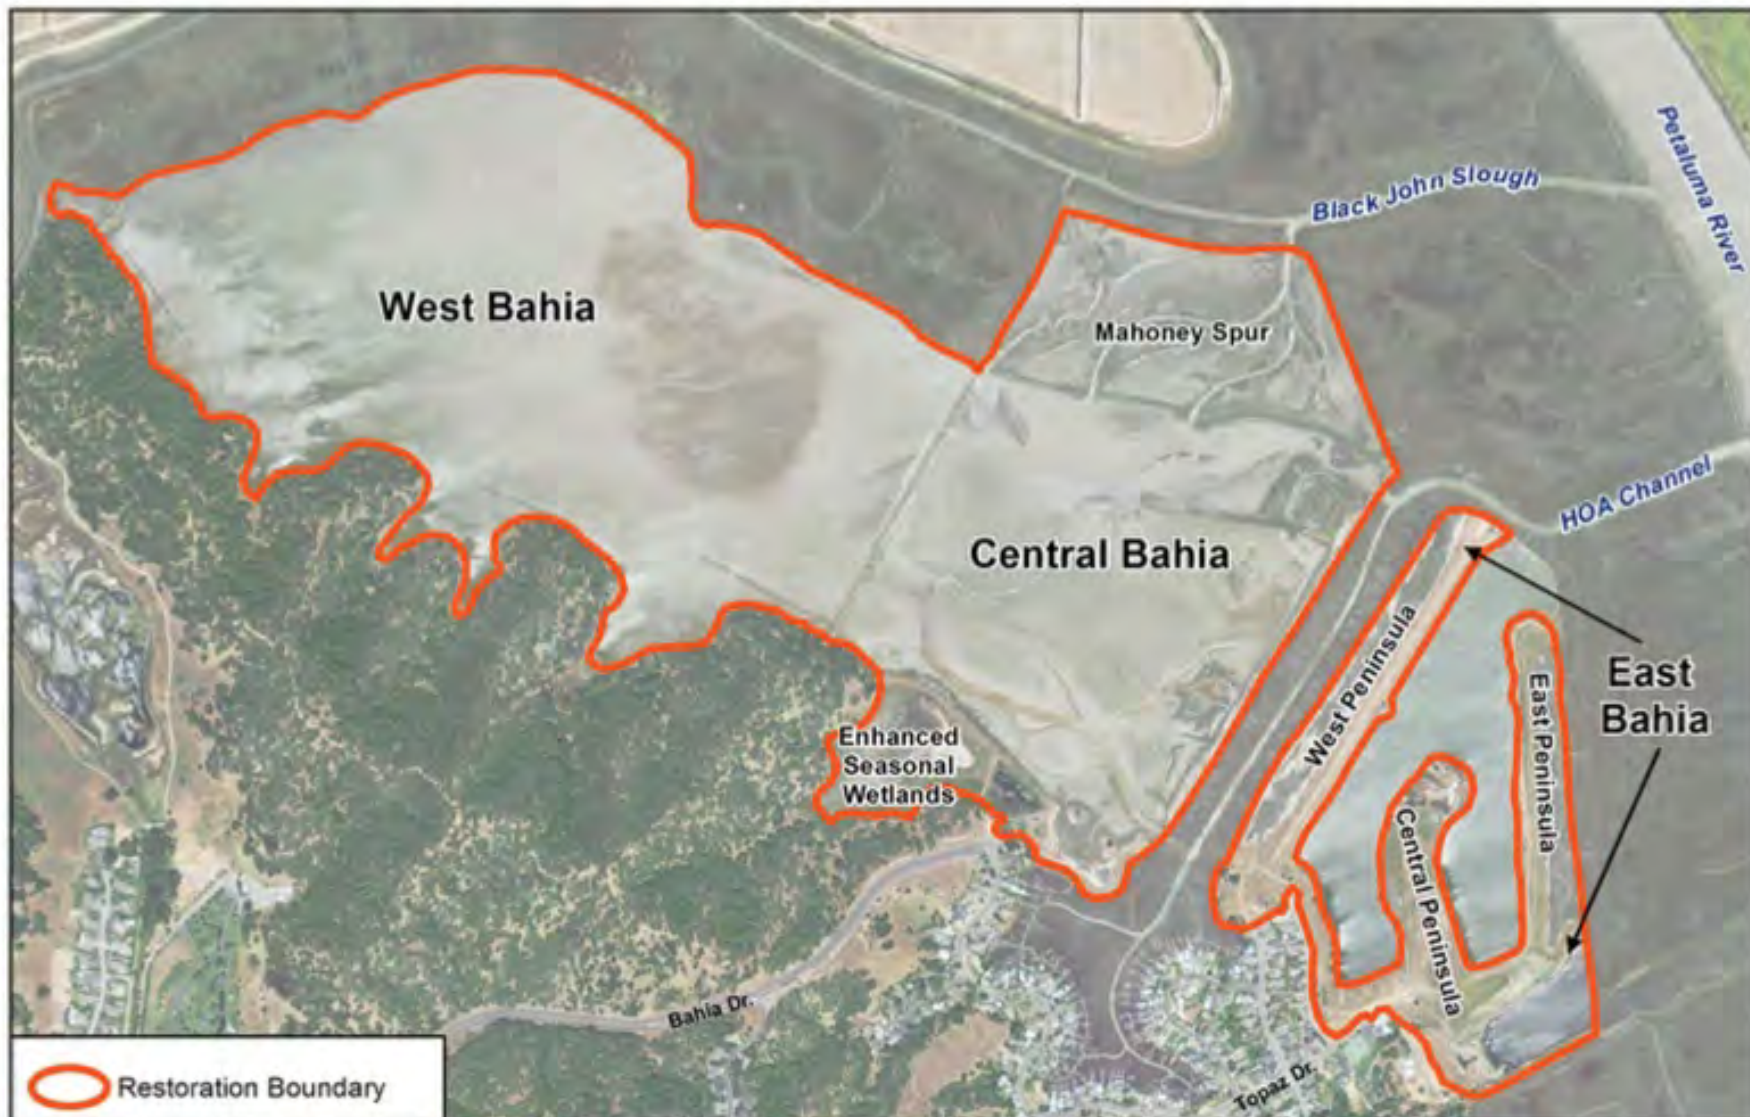 Petaluma River
Black John Slough
West Bahia
Mahoney Spur
HOA Channel
Central Bahia
West Peninsula
East Peninsula
East
Bahia
Enhanced
Seasonal
Wetlands
Central Peninsula
Bahia Dr.
Topaz Dr.
Restoration Boundary